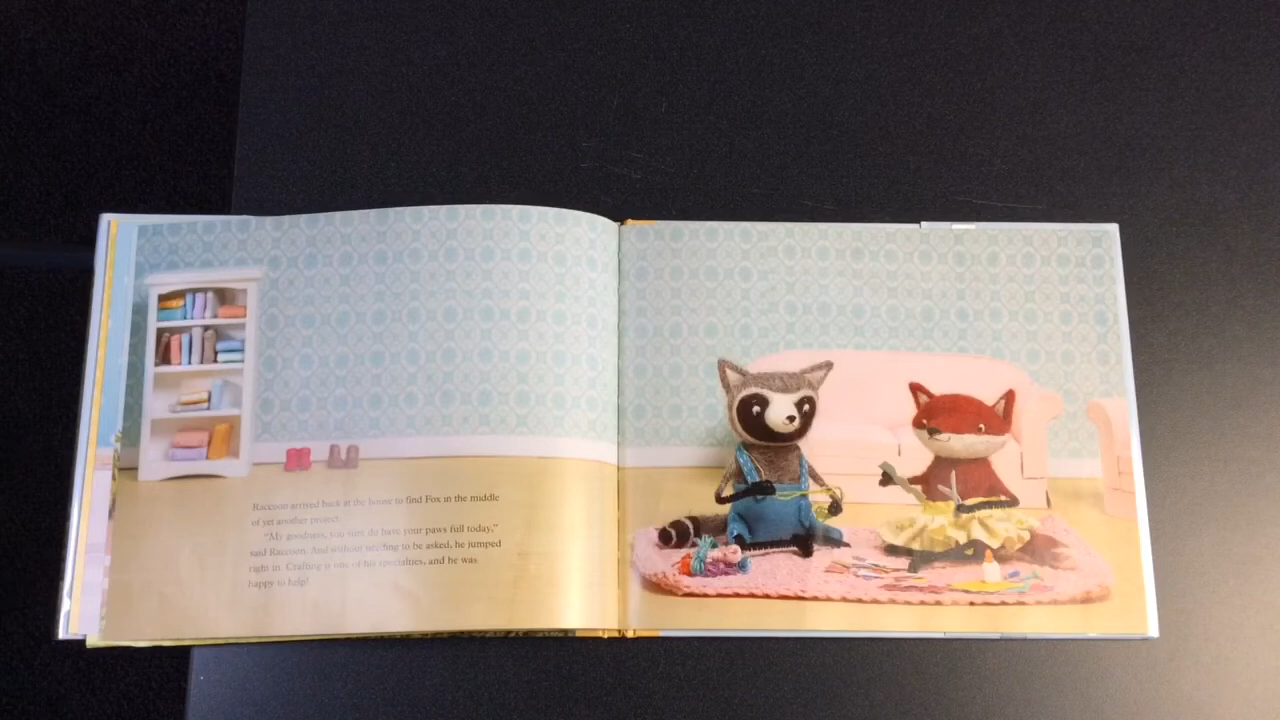 Raccoon arrived back at the house to find Fox in the middle
of yet another project.
"My goodness, you sure do have your paws full today,"
said Raccoon. And without needing to be asked, he jumped
right in. Crafting is one of his specialties, and he was
happy to help!